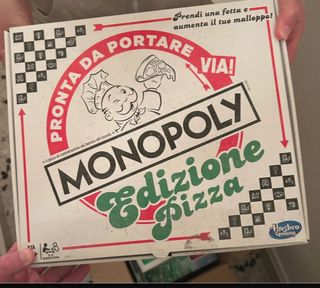 Prendi una fetta e
aumenta il tuo malloppo!
PRONTA DA PORTARE VIA!
MONOPOLY
Edizione
Pizza
Hasbro
Gaming